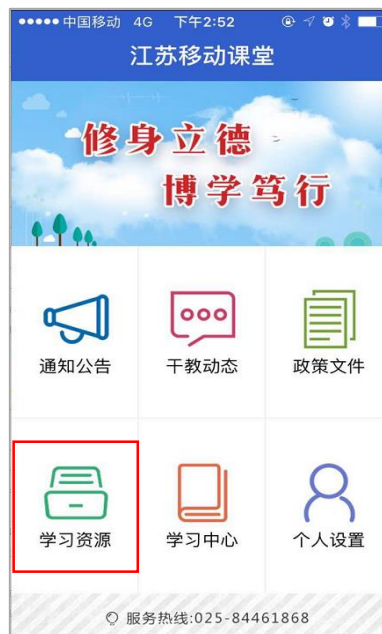 中国移动 4G 下午2:52
江苏移动课堂
修身立德
博学笃行
通知公告 干教动态 政策文件
学习资源 学习中心 个人设置
服务热线:025-84461868